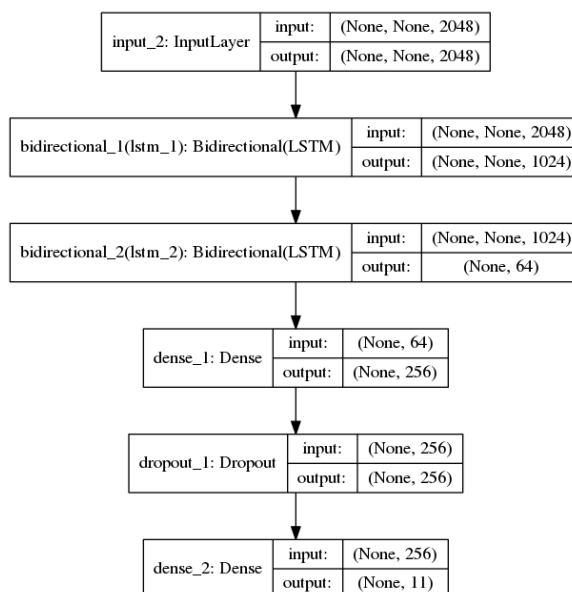 input_2: InputLayer
input: (None, None, 2048)
output: (None, None, 2048)
bidirectional_1(lstm_1): Bidirectional(LSTM)
input: (None, None, 2048)
output: (None, None, 1024)
bidirectional_2(lstm_2): Bidirectional(LSTM)
input: (None, None, 1024)
output: (None, 64)
dense_1: Dense
input: (None, 64)
output: (None, 256)
dropout_1: Dropout
input: (None, 256)
output: (None, 256)
dense_2: Dense
input: (None, 256)
output: (None, 11)